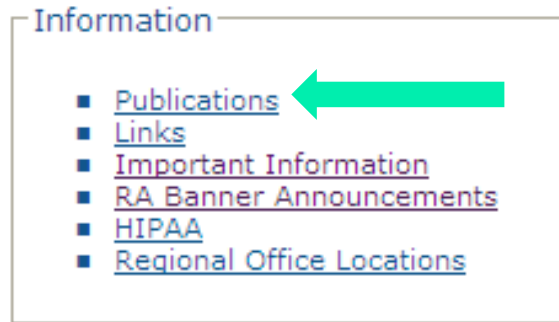 Information
Publications
Links
Important Information
RA Banner Announcements
HIPAA
Regional Office Locations